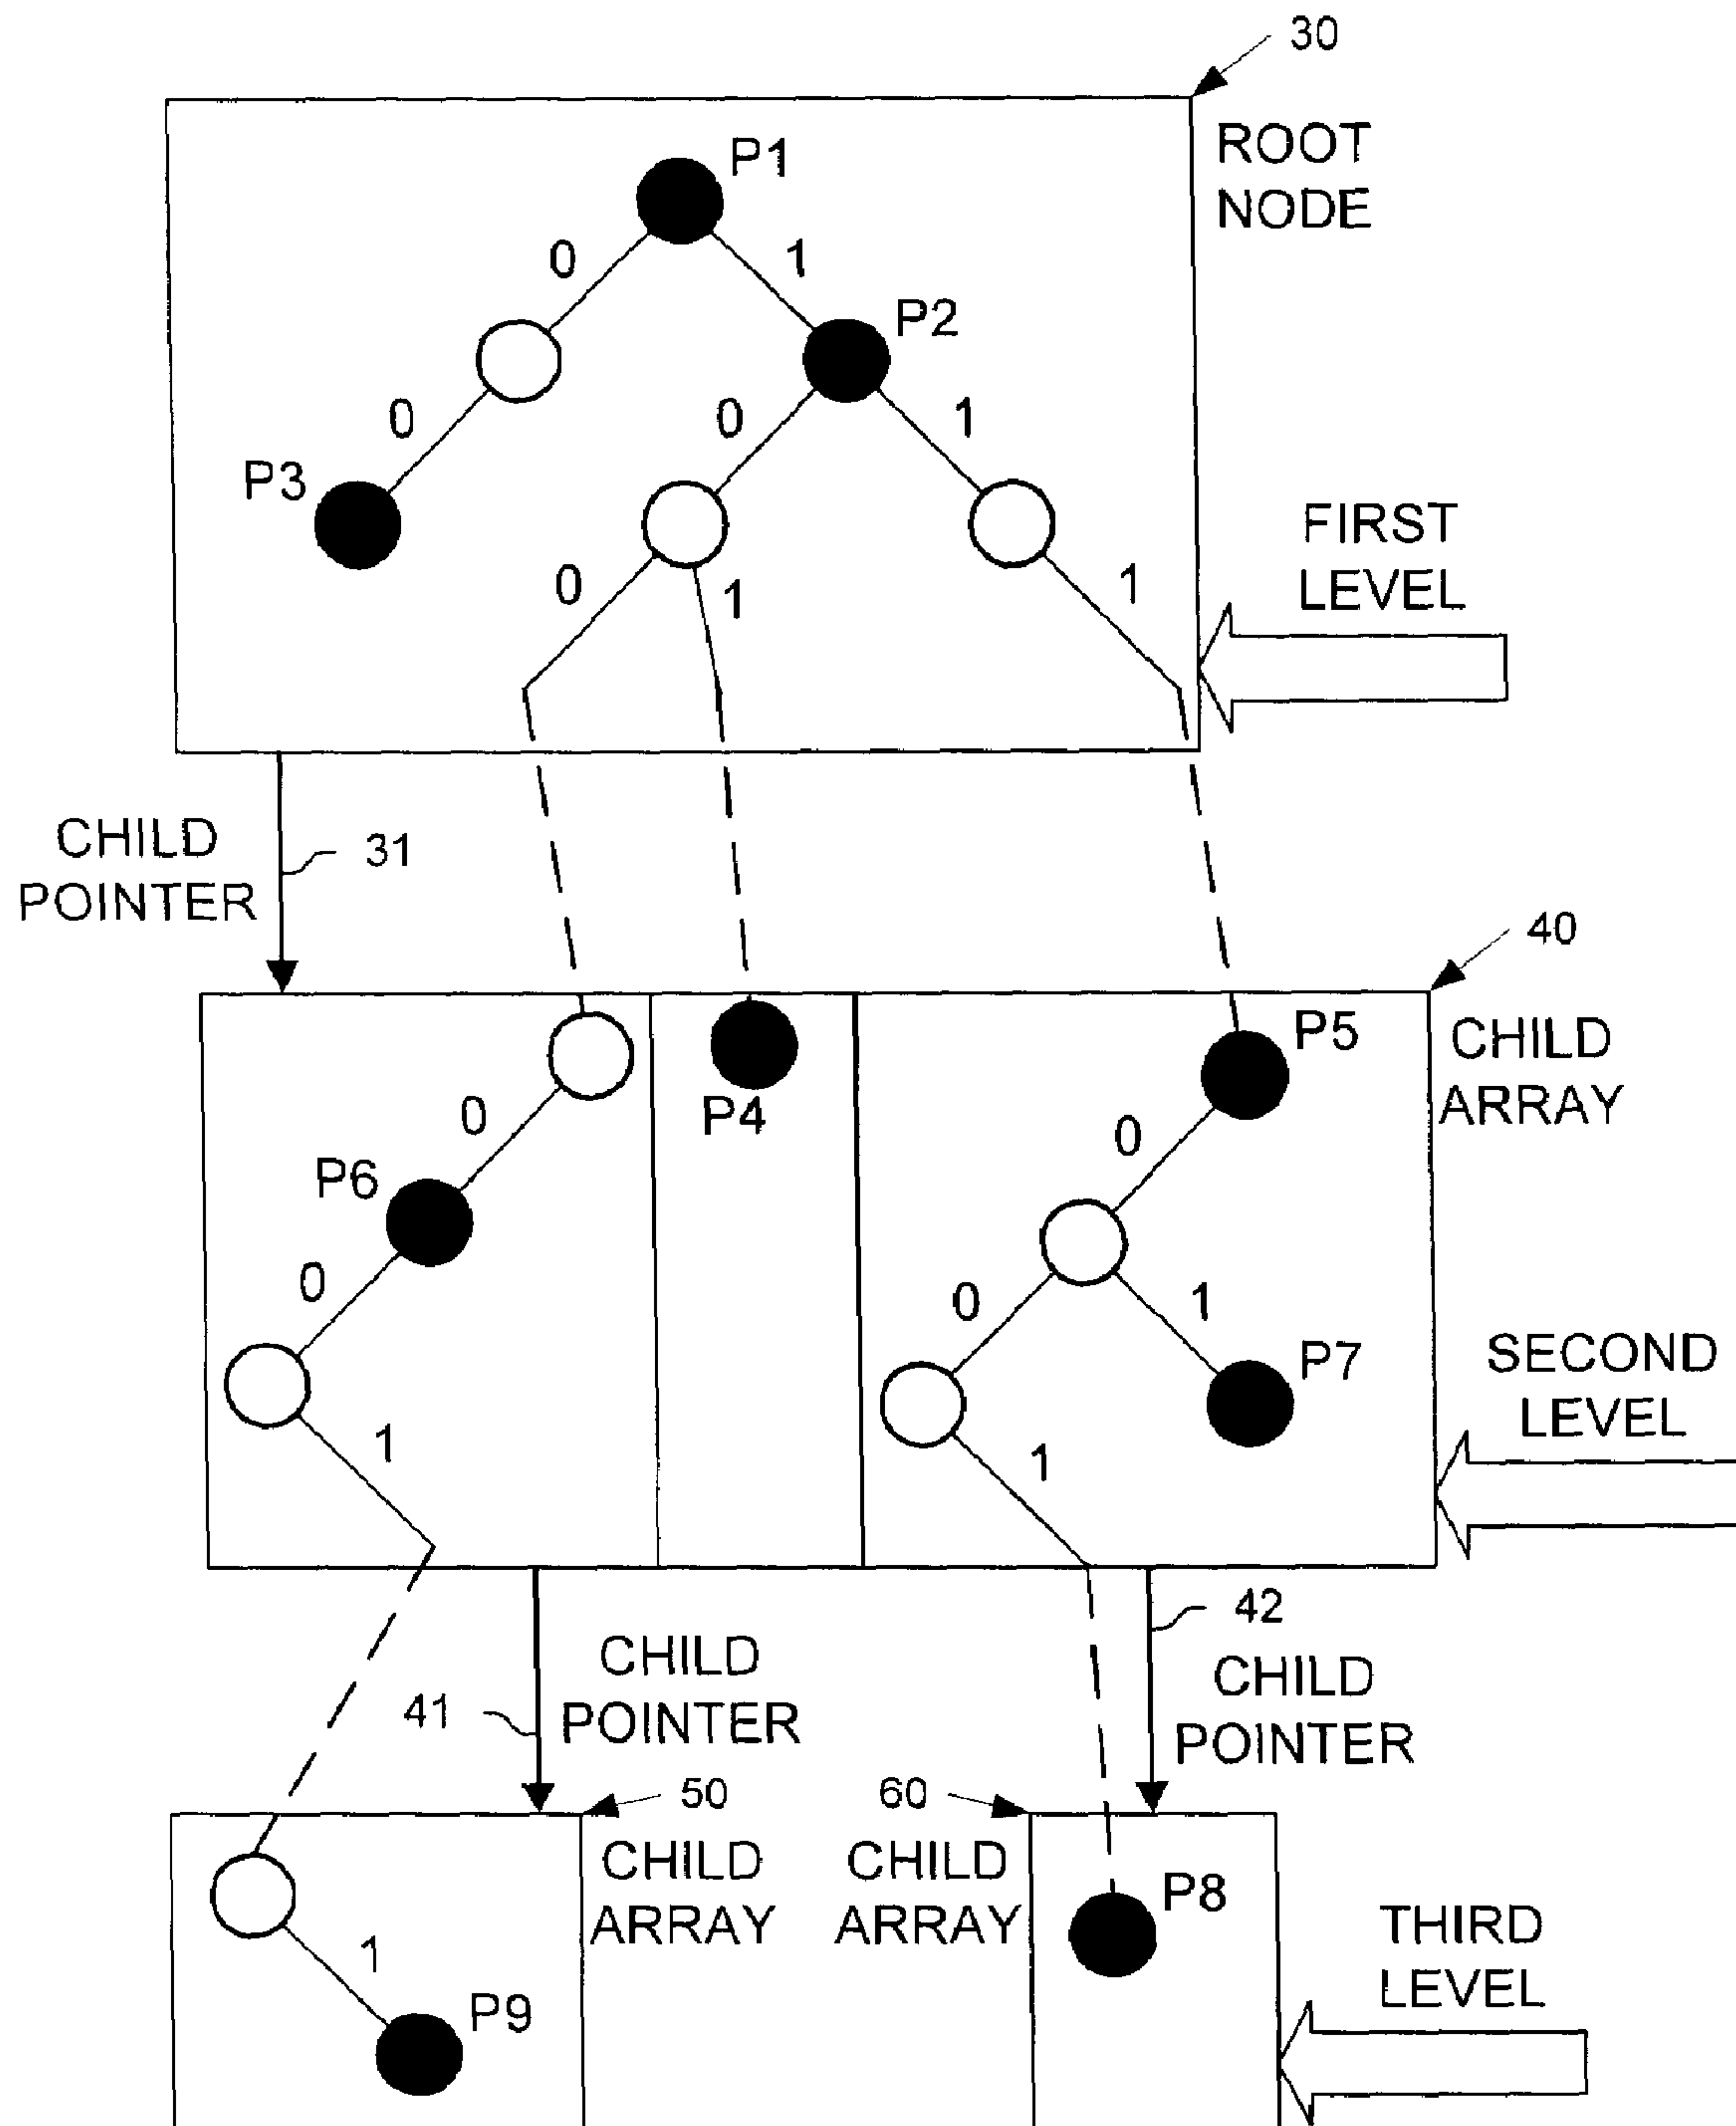 30
ROOT
NODE
P1
0
1
P2
0
0
1
P3
FIRST
LEVEL
0
1
1
CHILD
POINTER
31
40
CHILD
ARRAY
P5
P4
0
0
P6
0
0
1
P7
SECOND
LEVEL
1
1
42
CHILD
POINTER
CHILD
POINTER
41
50
60
CHILD
ARRAY
CHILD
ARRAY
P8
1
P9
THIRD
LEVEL